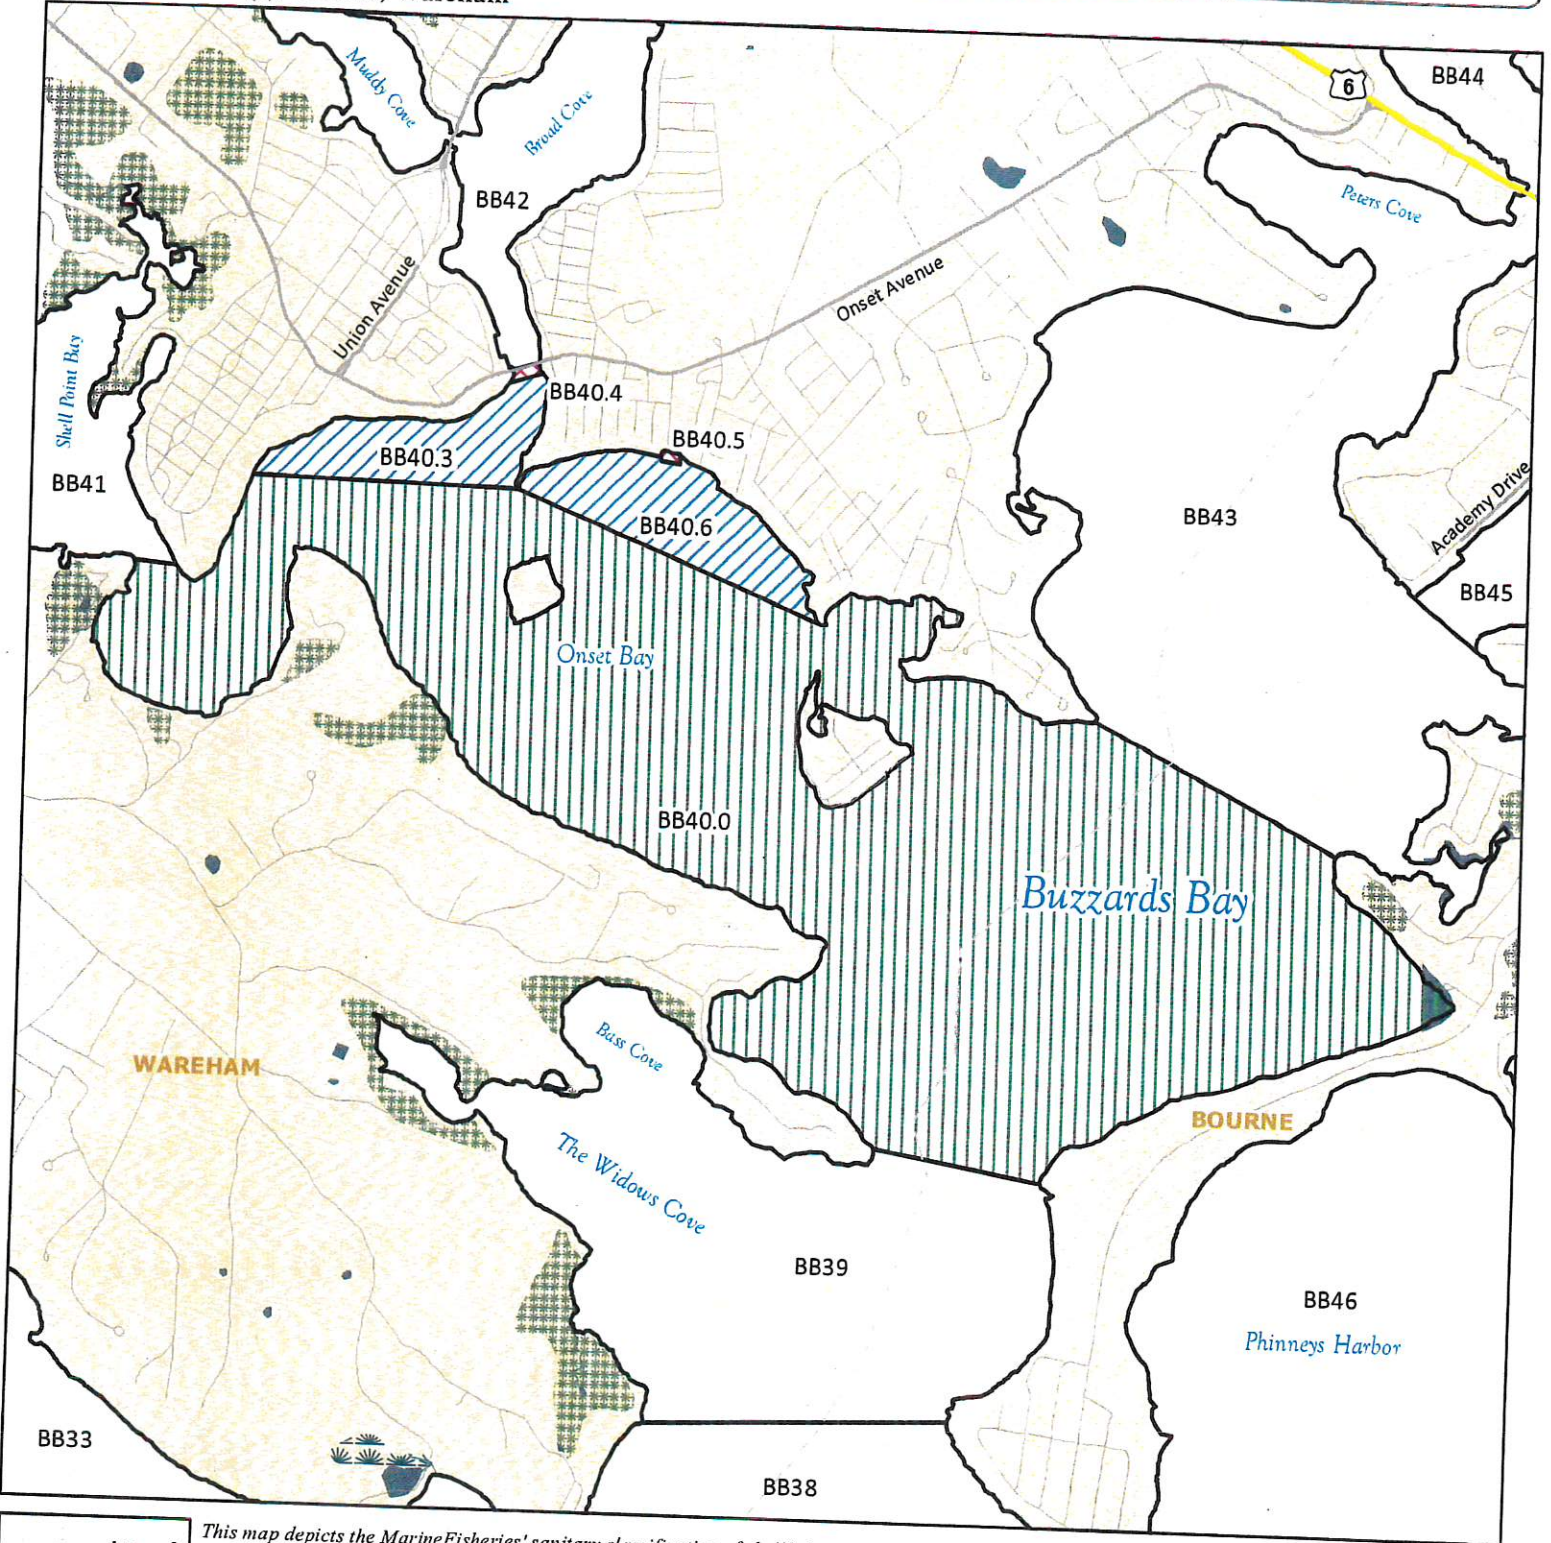 Muddy Cove
Broad Cove
BB42
6
BB44
Peters Cove
Union Avenue
Onset Avenue
Shell Point Bay
BB40.4
BB40.3
BB40.5
BB41
BB40.6
BB43
Academy Drive
BB45
Onset Bay
BB40.0
Buzzards Bay
WAREHAM
Bass Cove
BOURNE
The Widows Cove
BB39
BB46
Phinneys Harbor
BB33
BB38
This map depicts the MarineFisheries' sanitary